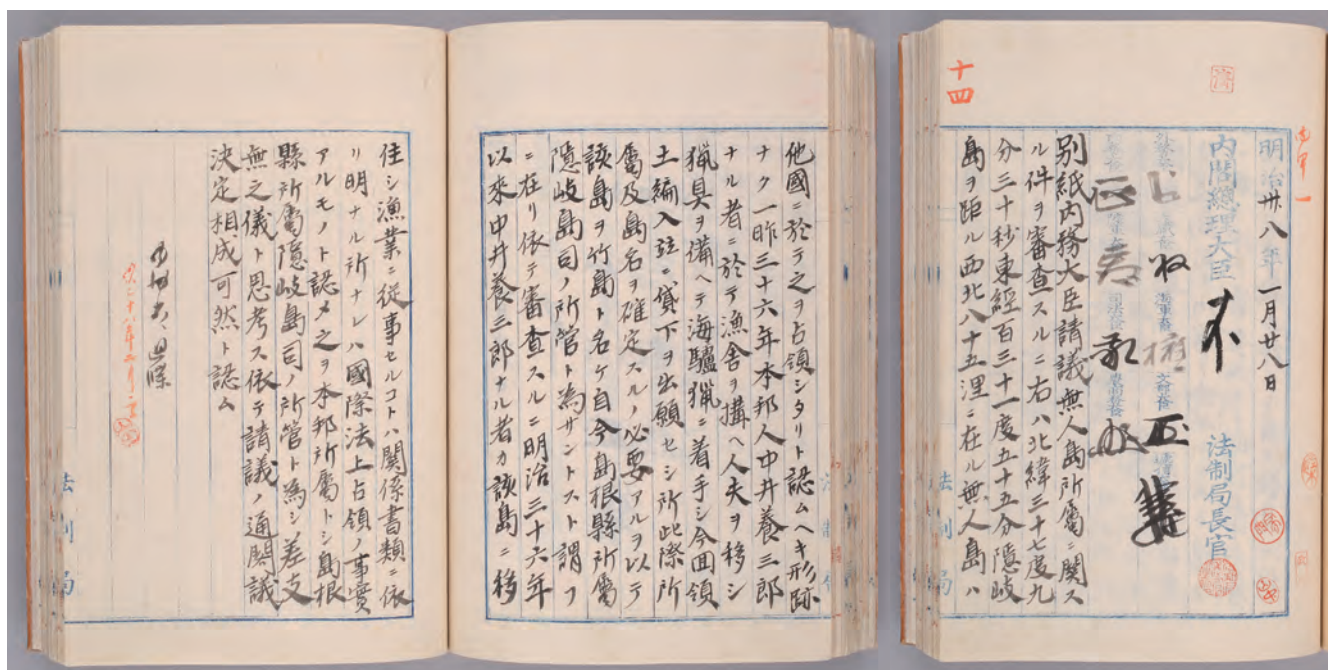 十四
明治卅八年一月廿八日
内閣總理大臣
法制局長官
別紙内務大臣請議無人島所屬ニ関ス
ル件ヲ審査スルニ右ハ北緯三十七度九
分三十秒東經百三十一度五十五分隠岐
島ヲ距ル西北八十五浬ニ在ル無人島ハ
他國ニ於テ之ヲ占領シタリト認ムヘキ形跡
ナク一昨三十六年本邦人中井養三郎
ナル者ニ於テ漁舎ヲ搆ヘ人夫ヲ移シ
猟具ヲ備ヘテ海驢猟ニ着手シ今回領
土編入並ニ貸下ヲ出願セシ所此際所
屬及島名ヲ確定スルノ必要アルヲ以テ
該島ヲ竹島ト名ケ自今島根縣所屬
隠岐島司ノ所管ト為サントスト謂フ
ニ在リ依テ審査スルニ明治三十六年
以來中井養三郎ナル者カ該島ニ移
住シ漁業ニ從事セルコトハ関係書類ニ依
リ明ナル所ナレハ國際法上占領ノ事實
アルモノト認メ之ヲ本邦所屬トシ島根
縣所屬隠岐島司ノ所管ト為シ差支
無之儀ト思考ス依テ請議ノ通閣議
決定相成可然ト認ム
法制局
法制局